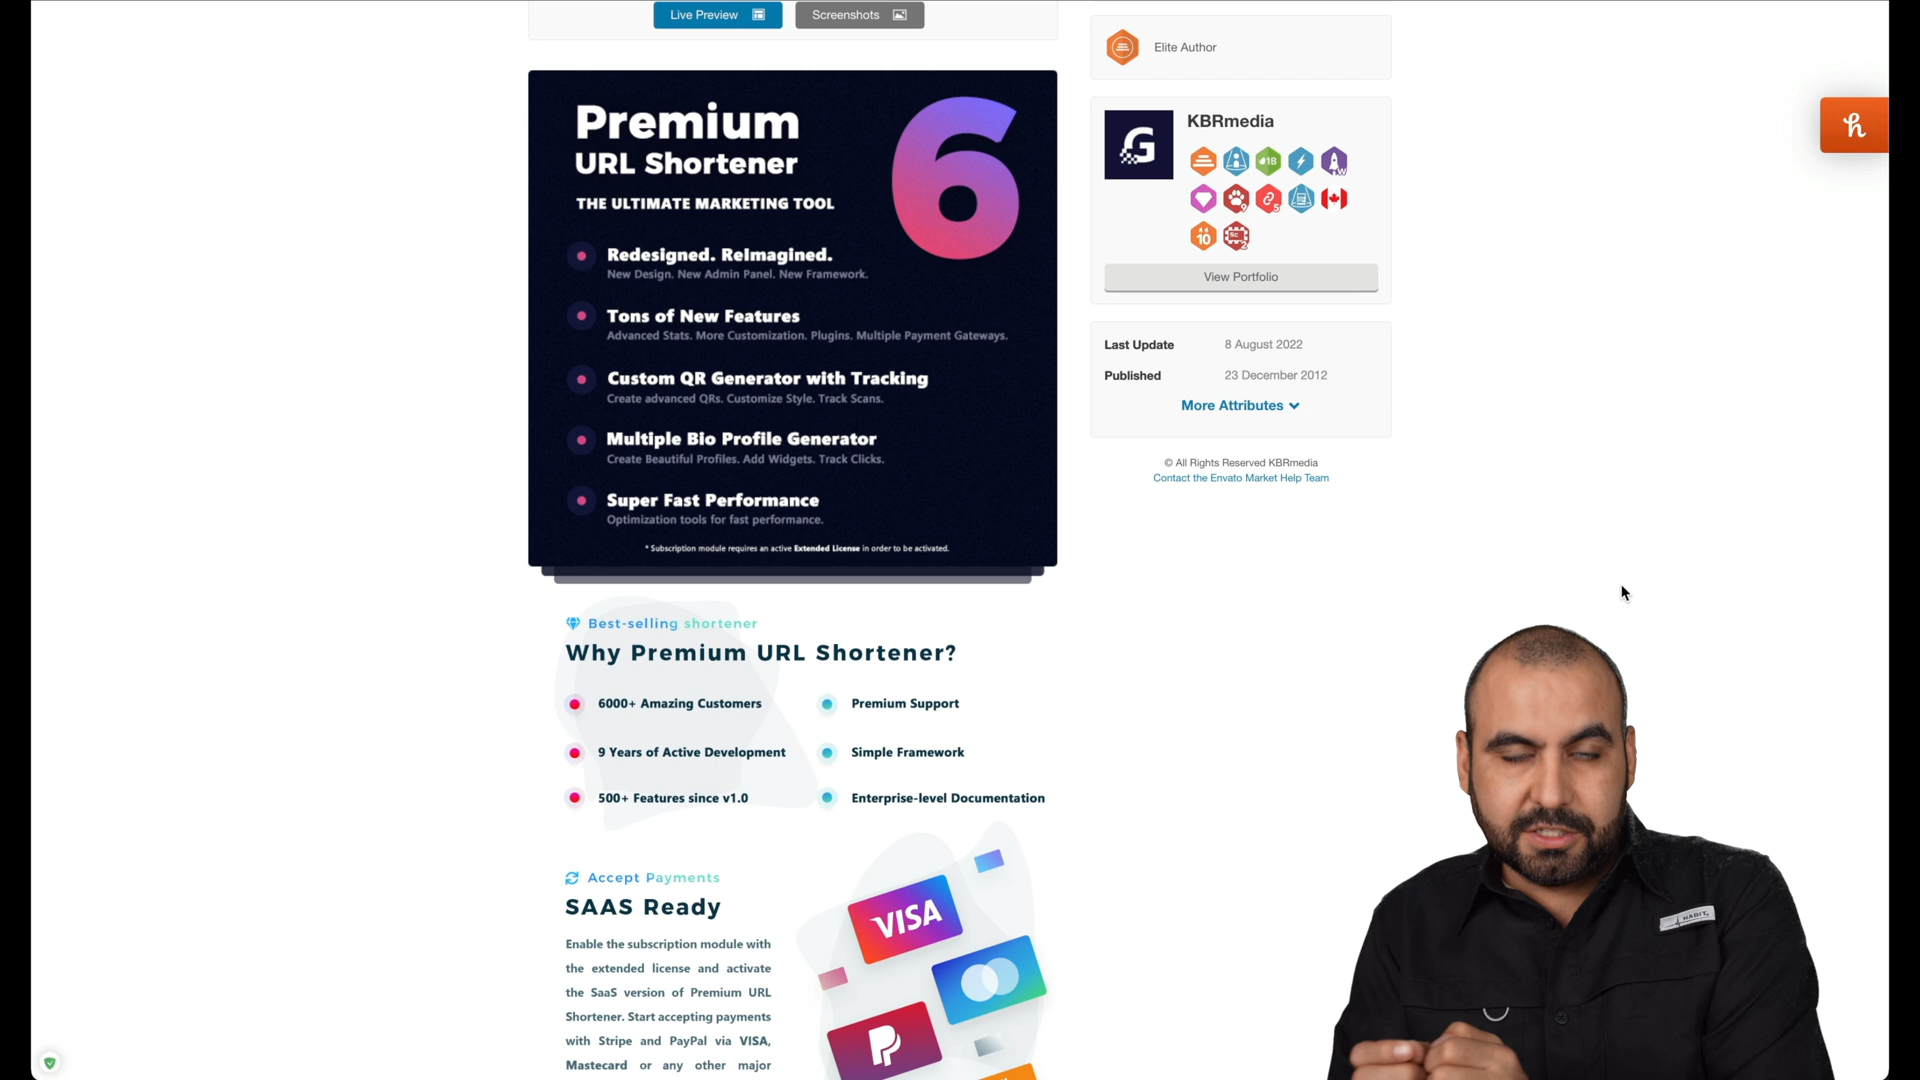 Live Preview
Screenshots
Elite Author
Premium
URL Shortener
6
THE ULTIMATE MARKETING TOOL
Redesigned. ReImagined.
New Design. New Admin Panel. New Framework.
Tons of New Features
Advanced Stats. More Customization. Plugins. Multiple Payment Gateways.
Custom QR Generator with Tracking
Create advanced QRs. Customize Style. Track Scans.
Multiple Bio Profile Generator
Create Beautiful Profiles. Add Widgets. Track Clicks.
Super Fast Performance
Optimization tools for fast performance.
* Subscription module requires an active Extended License in order to be activated.
G
KBRmedia
1B
10
View Portfolio
Last Update 8 August 2022
Published 23 December 2012
More Attributes
© All Rights Reserved KBRmedia
Contact the Envato Market Help Team
h
Best-selling shortener
Why Premium URL Shortener?
6000+ Amazing Customers
Premium Support
9 Years of Active Development
Simple Framework
500+ Features since v1.0
Enterprise-level Documentation
Accept Payments
SAAS Ready
Enable the subscription module with
the extended license and activate
the SaaS version of Premium URL
Shortener. Start accepting payments
with Stripe and PayPal via VISA,
Mastecard or any other major
VISA
HABIT